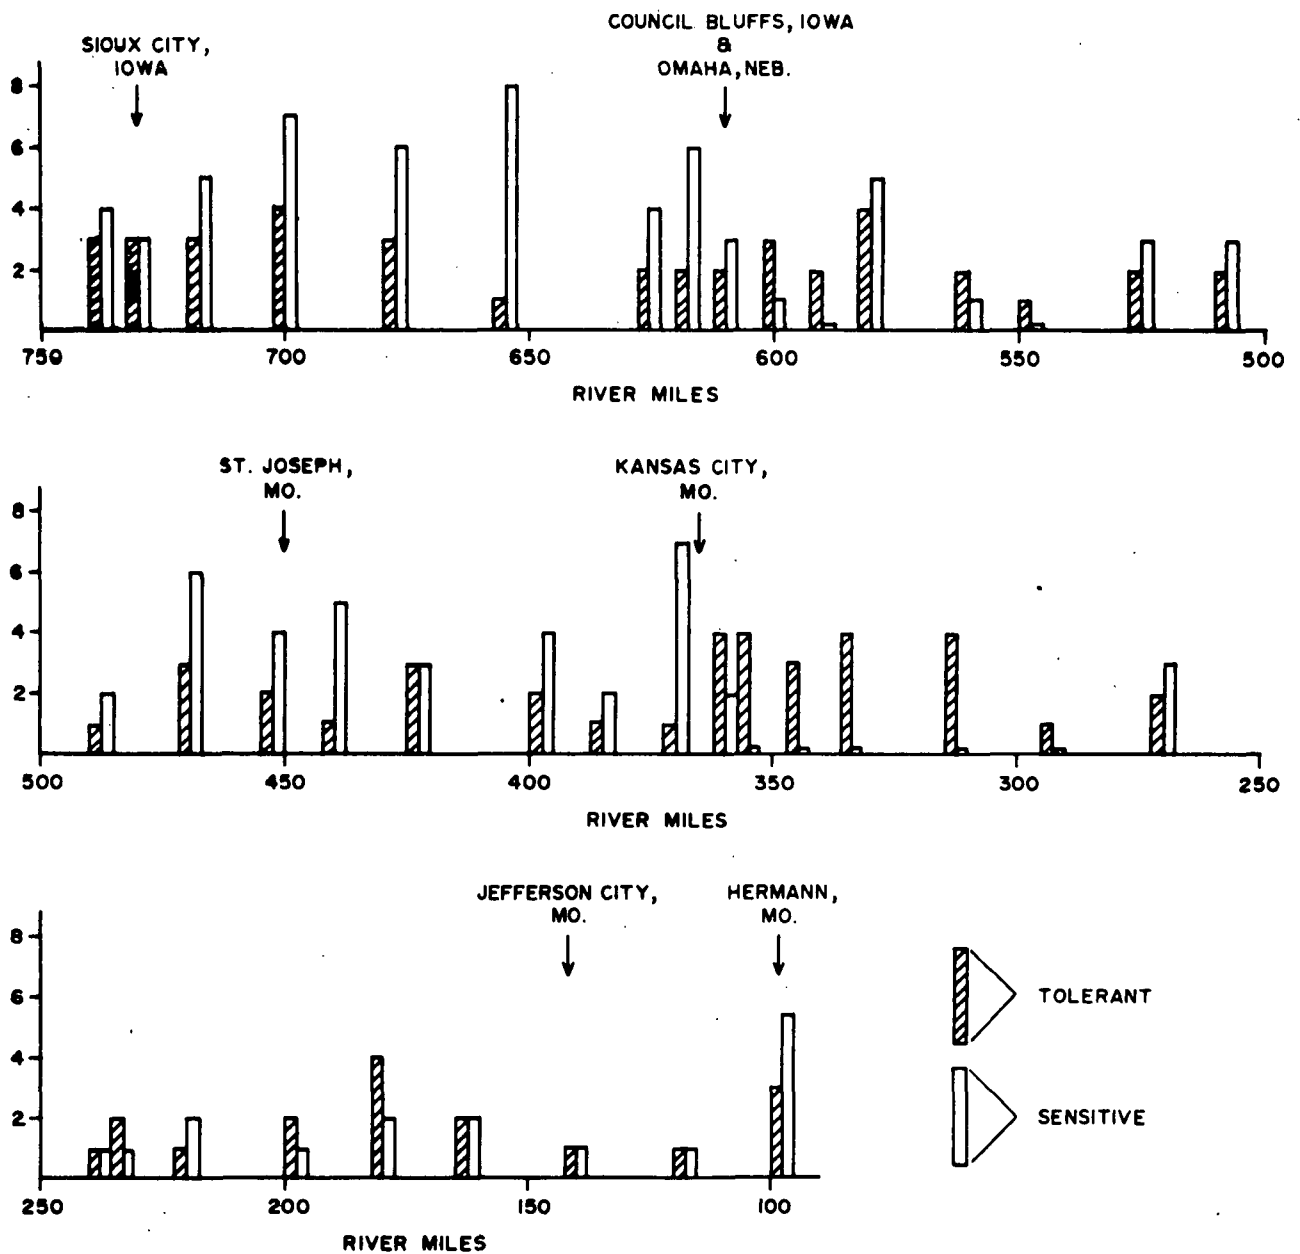 SIOUX CITY,
IOWA
COUNCIL BLUFFS, IOWA
&
OMAHA, NEB.
8
6
4
2
750 700 650 600 550 500
RIVER MILES
ST. JOSEPH,
MO.
KANSAS CITY,
MO.
8
6
4
2
500 450 400 350 300 250
RIVER MILES
JEFFERSON CITY,
MO.
HERMANN,
MO.
8
6
4
2
250 200 150 100
RIVER MILES
TOLERANT
SENSITIVE